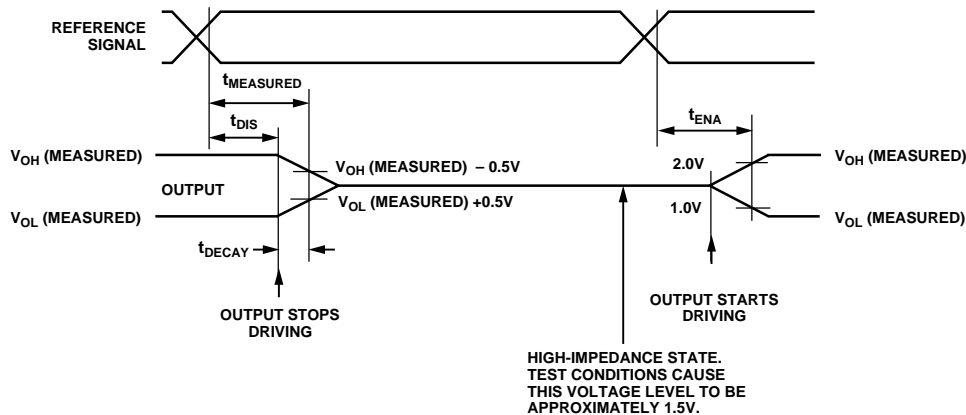 REFERENCE
SIGNAL
tMEASURED
tDIS
tENA
VOH (MEASURED)
VOH (MEASURED) – 0.5V
2.0V
VOH (MEASURED)
OUTPUT
VOL (MEASURED) +0.5V
1.0V
VOL (MEASURED)
VOL (MEASURED)
tDECAY
OUTPUT STOPS
DRIVING
OUTPUT STARTS
DRIVING
HIGH-IMPEDANCE STATE.
TEST CONDITIONS CAUSE
THIS VOLTAGE LEVEL TO BE
APPROXIMATELY 1.5V.